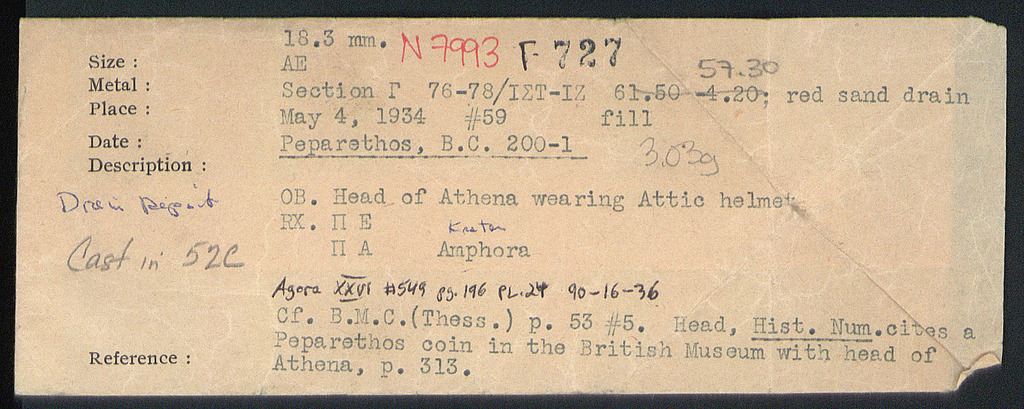 Size : 18.3 mm. N 7993 F 727
Metal : AE 57.30
Place : Section Γ 76-78/ΙΣΤ-ΙΖ 61.50 -4.20; red sand drain
Date : May 4, 1934 #59 fill
Description : Peparethos, B.C. 200-1 3.03g
Drain Deposit OB. Head of Athena wearing Attic helmet
RX. Π Ε Krater
Cast in 52C Π Α Amphora
Agora XXVI #549 pg. 196 PL.24 90-16-36
Cf. B.M.C.(Thess.) p. 53 #5. Head, Hist. Num.cites a
Reference : Peparethos coin in the British Museum with head of
Athena, p. 313.